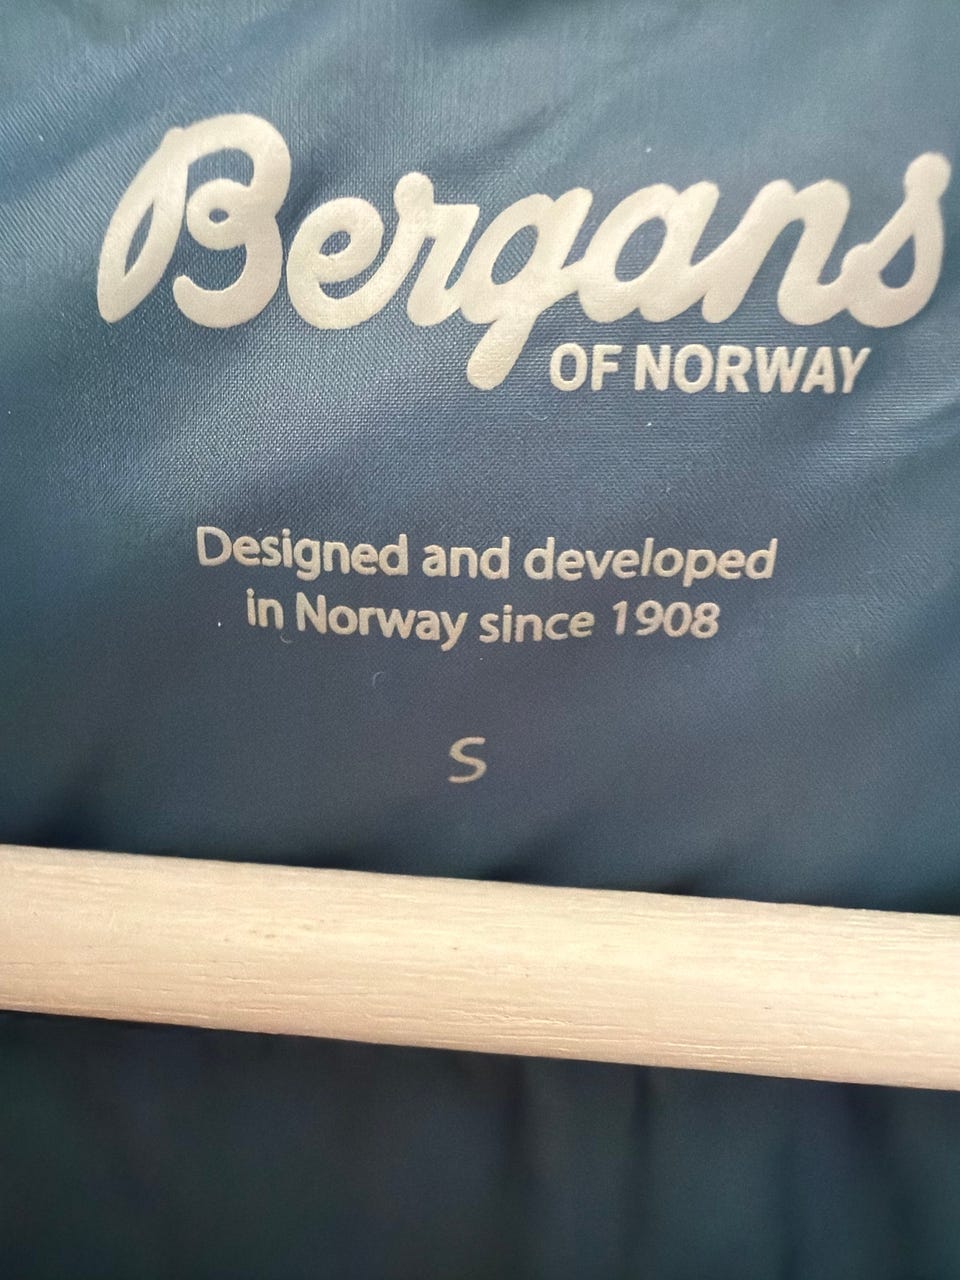 Bergans
OF NORWAY
Designed and developed
in Norway since 1908
S